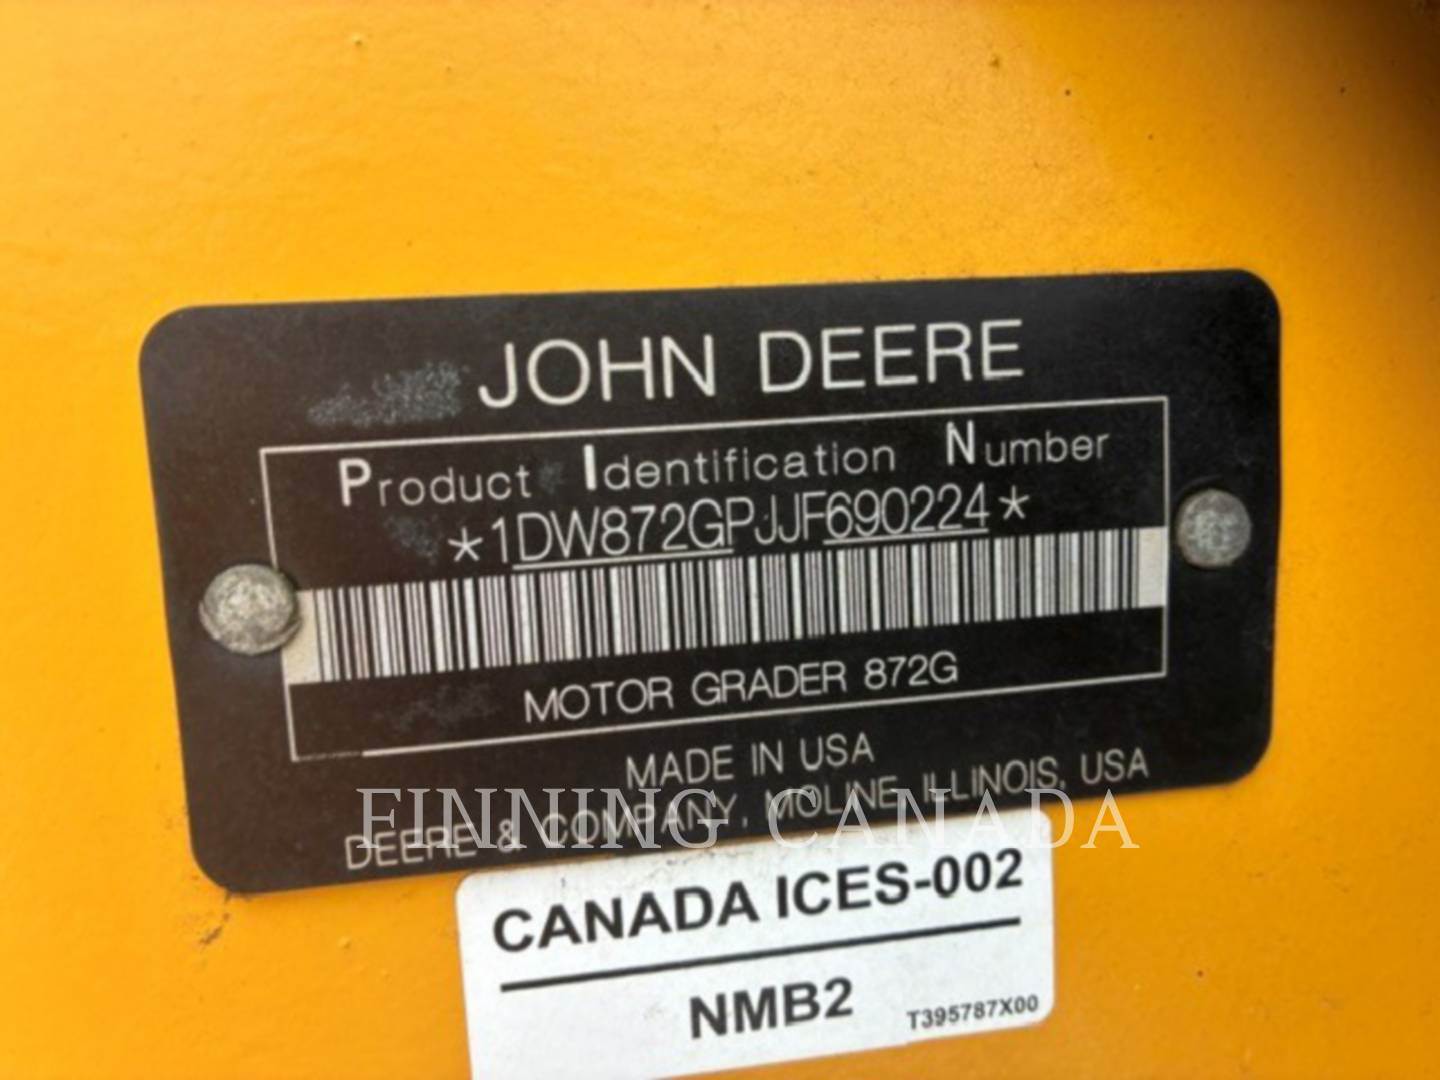 JOHN DEERE
Product Identification Number
*1DW872GPJJF690224*
MOTOR GRADER 872G
MADE IN USA
DEERE & COMPANY, MOLINE, ILLINOIS, USA
FINNING CANADA
CANADA ICES-002
NMB2
T395787X00